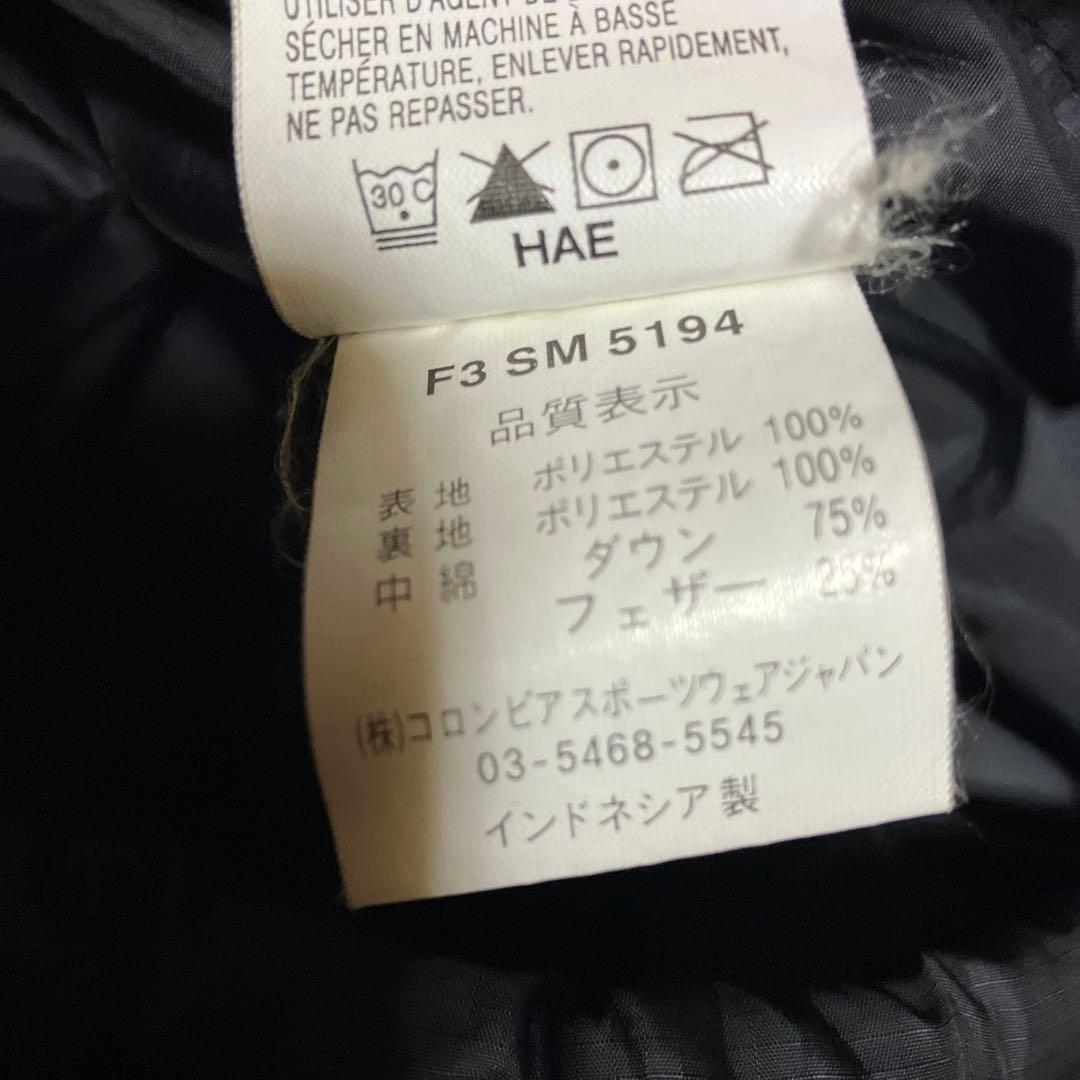 UTILISER D'AGENT DE
SÉCHER EN MACHINE À BASSE
TEMPÉRATURE, ENLEVER RAPIDEMENT,
NE PAS REPASSER.
30 C
HAE
F3 SM 5194
品質表示
表地 ポリエステル 100%
裏地 ポリエステル 100%
中綿 ダウン 75%
フェザー 25%
(株)コロンビアスポーツウェアジャパン
03-5468-5545
インドネシア製